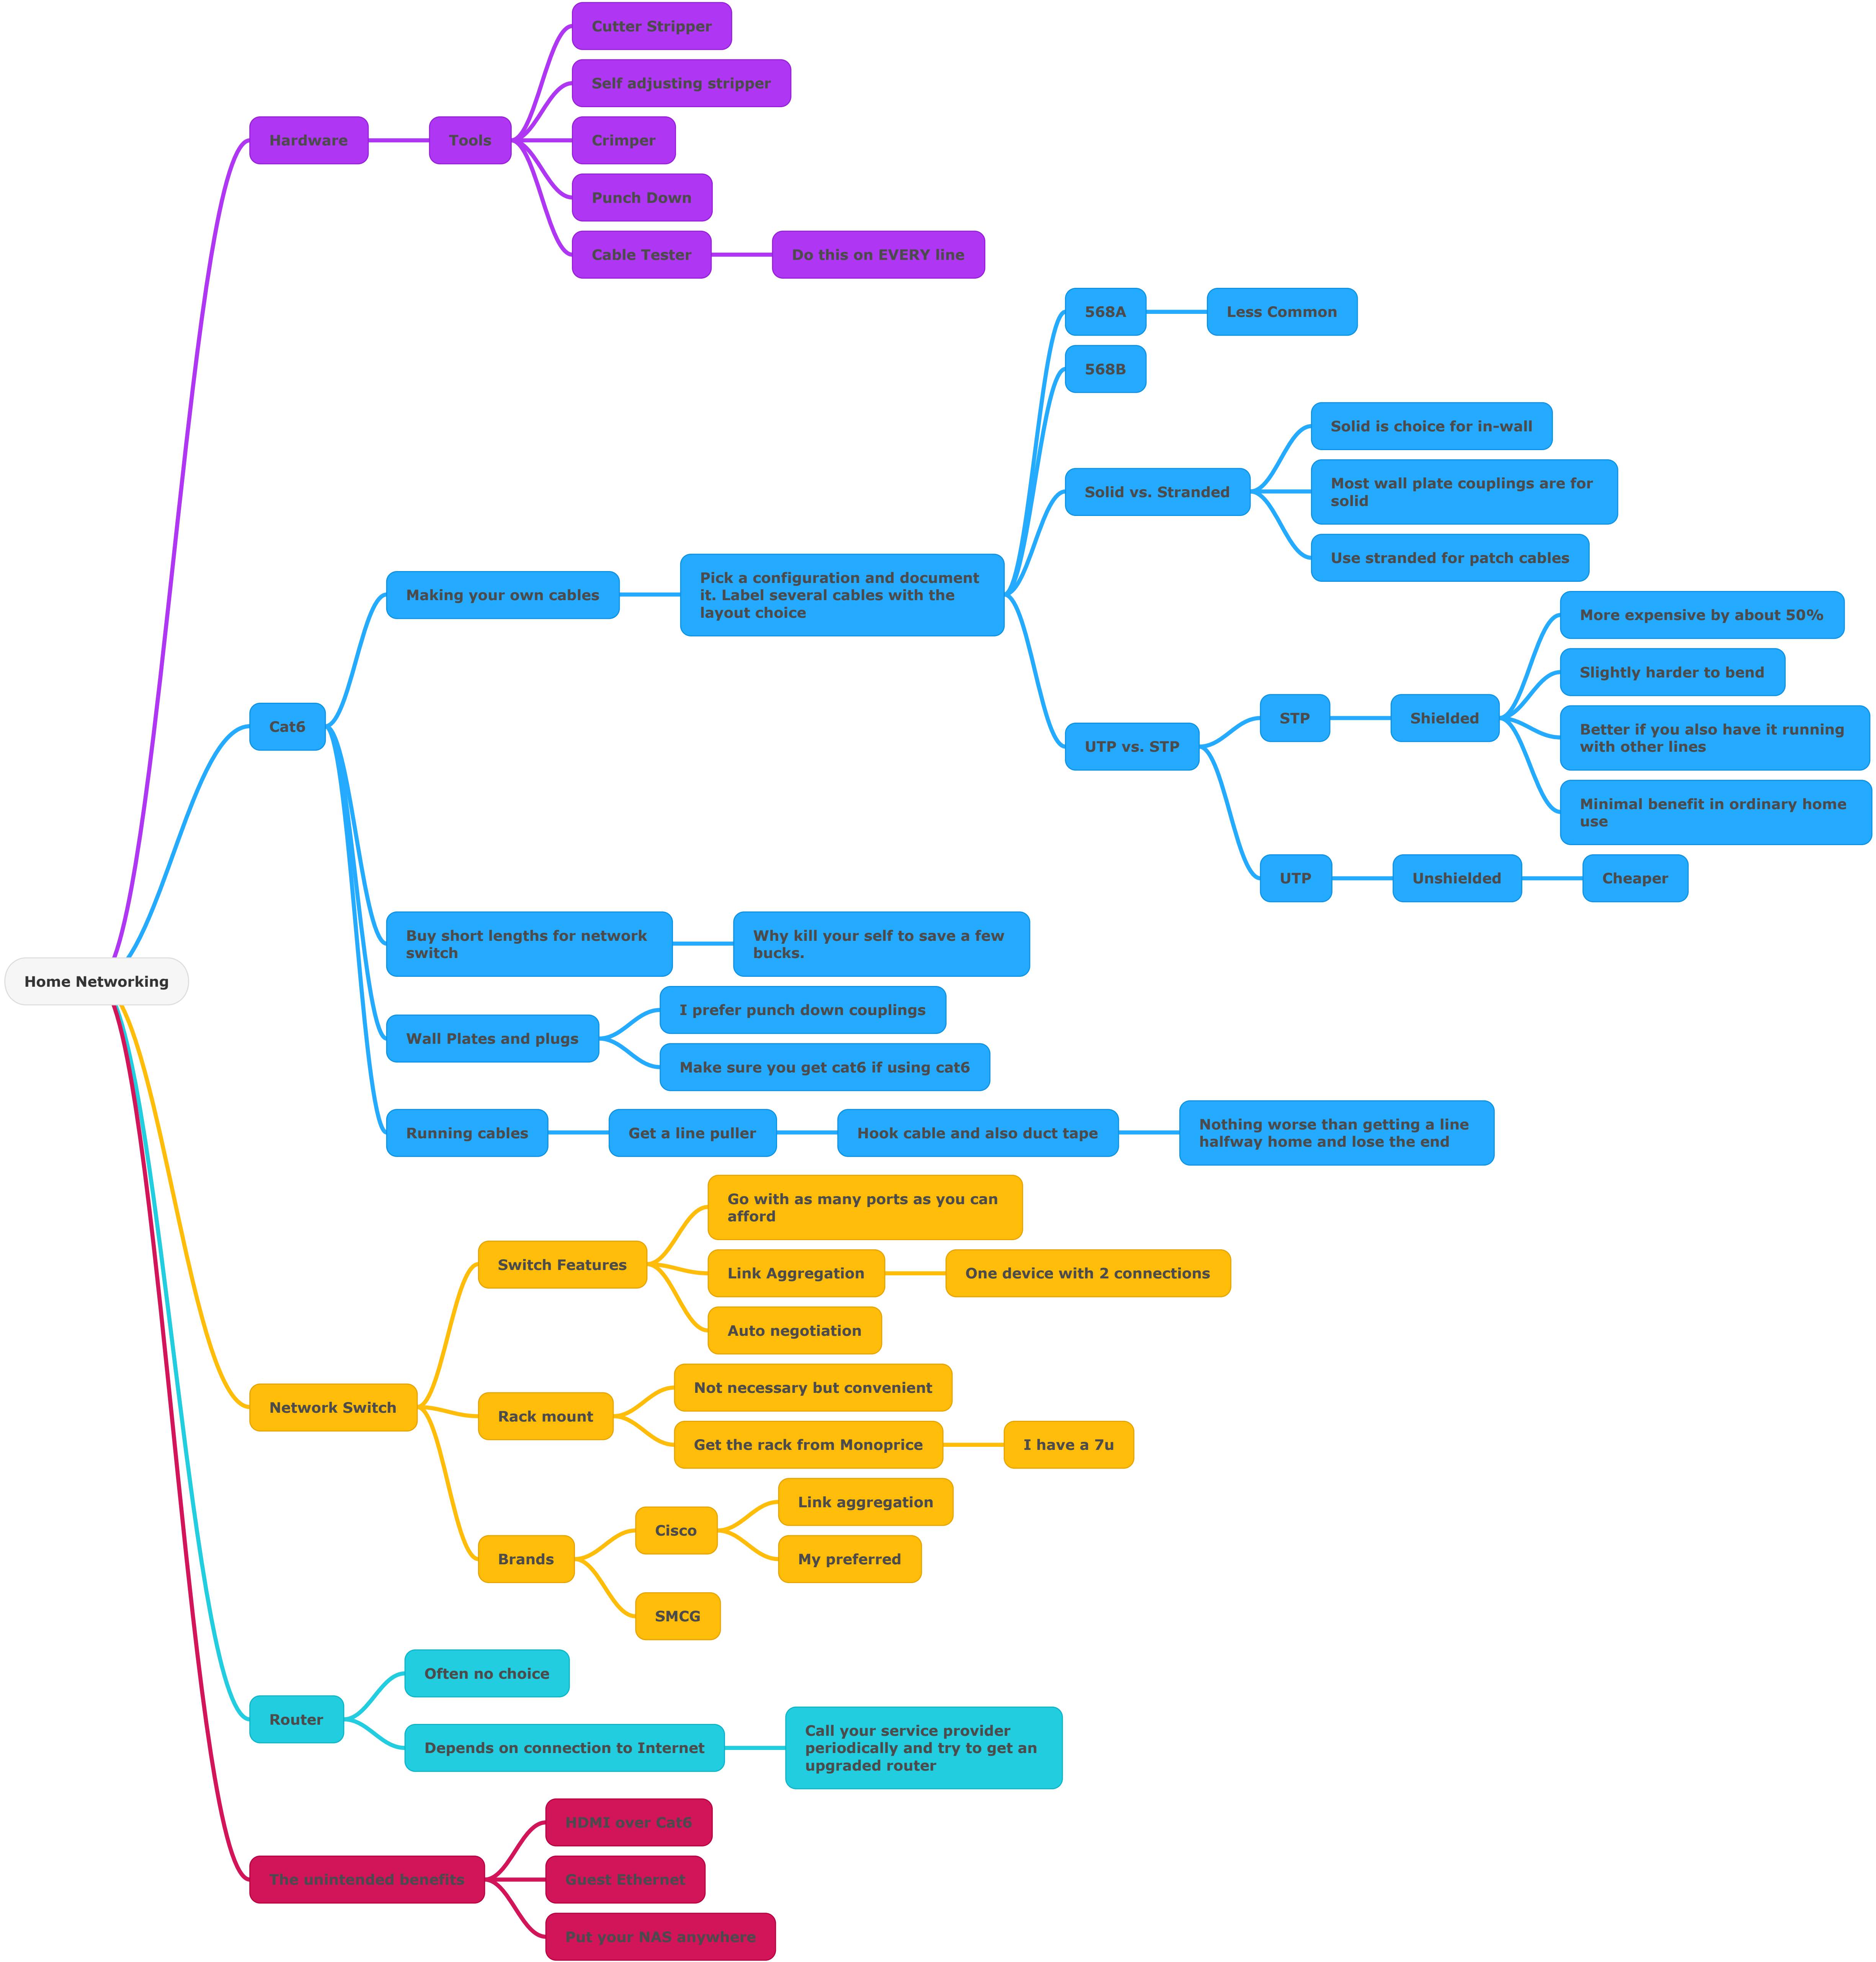 Cutter Stripper
Self adjusting stripper
Hardware
Tools
Crimper
Punch Down
Cable Tester
Do this on EVERY line
568A
Less Common
568B
Solid is choice for in-wall
Solid vs. Stranded
Most wall plate couplings are for
solid
Use stranded for patch cables
Making your own cables
Pick a configuration and document
it. Label several cables with the
layout choice
More expensive by about 50%
Slightly harder to bend
Cat6
STP
Shielded
UTP vs. STP
Better if you also have it running
with other lines
Minimal benefit in ordinary home
use
UTP
Unshielded
Cheaper
Buy short lengths for network
switch
Why kill your self to save a few
bucks.
Home Networking
I prefer punch down couplings
Wall Plates and plugs
Make sure you get cat6 if using cat6
Running cables
Get a line puller
Hook cable and also duct tape
Nothing worse than getting a line
halfway home and lose the end
Go with as many ports as you can
afford
Switch Features
Link Aggregation
One device with 2 connections
Auto negotiation
Network Switch
Not necessary but convenient
Rack mount
Get the rack from Monoprice
I have a 7u
Link aggregation
Cisco
Brands
My preferred
SMCG
Often no choice
Router
Depends on connection to Internet
Call your service provider
periodically and try to get an
upgraded router
HDMI over Cat6
The unintended benefits
Guest Ethernet
Put your NAS anywhere